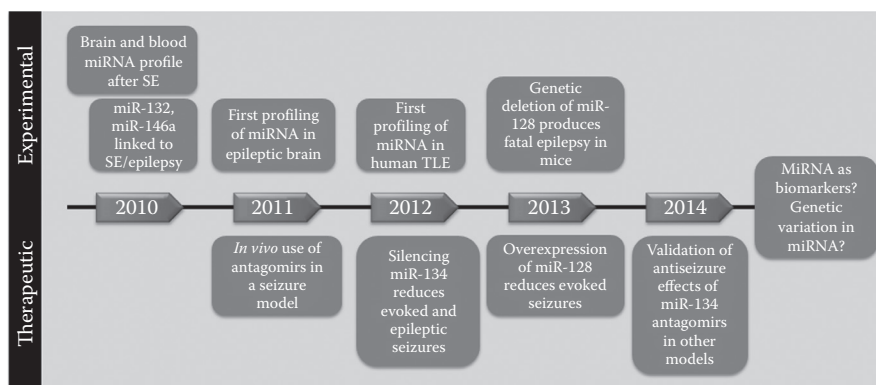 Experimental
Therapeutic
Brain and blood
miRNA profile
after SE
miR-132,
miR-146a
linked to
SE/epilepsy
First profiling
of miRNA in
epileptic brain
First
profiling of
miRNA in
human TLE
Genetic
deletion of miR-
128 produces
fatal epilepsy in
mice
2010
2011
2012
2013
2014
MiRNA as
biomarkers?
Genetic
variation in
miRNA?
In vivo use of
antagomirs in
a seizure
model
Silencing
miR-134
reduces
evoked and
epileptic
seizures
Overexpression
of miR-128
reduces evoked
seizures
Validation of
antiseizure
effects of
miR-134
antagomirs
in other
models